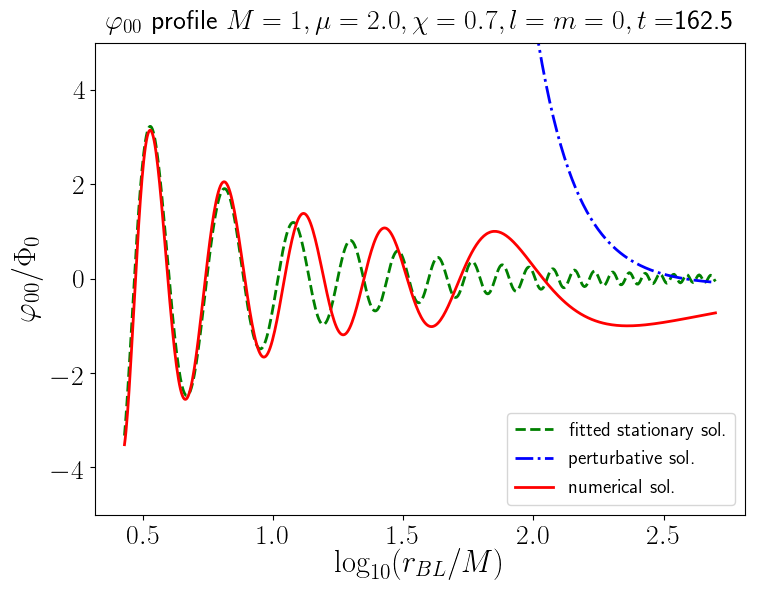 φ₀₀ profile M = 1, μ = 2.0, χ = 0.7, l = m = 0, t =162.5
φ₀₀/Φ₀
4
2
0
−2
−4
fitted stationary sol.
perturbative sol.
numerical sol.
0.5 1.0 1.5 2.0 2.5
log₁₀(r_BL/M)